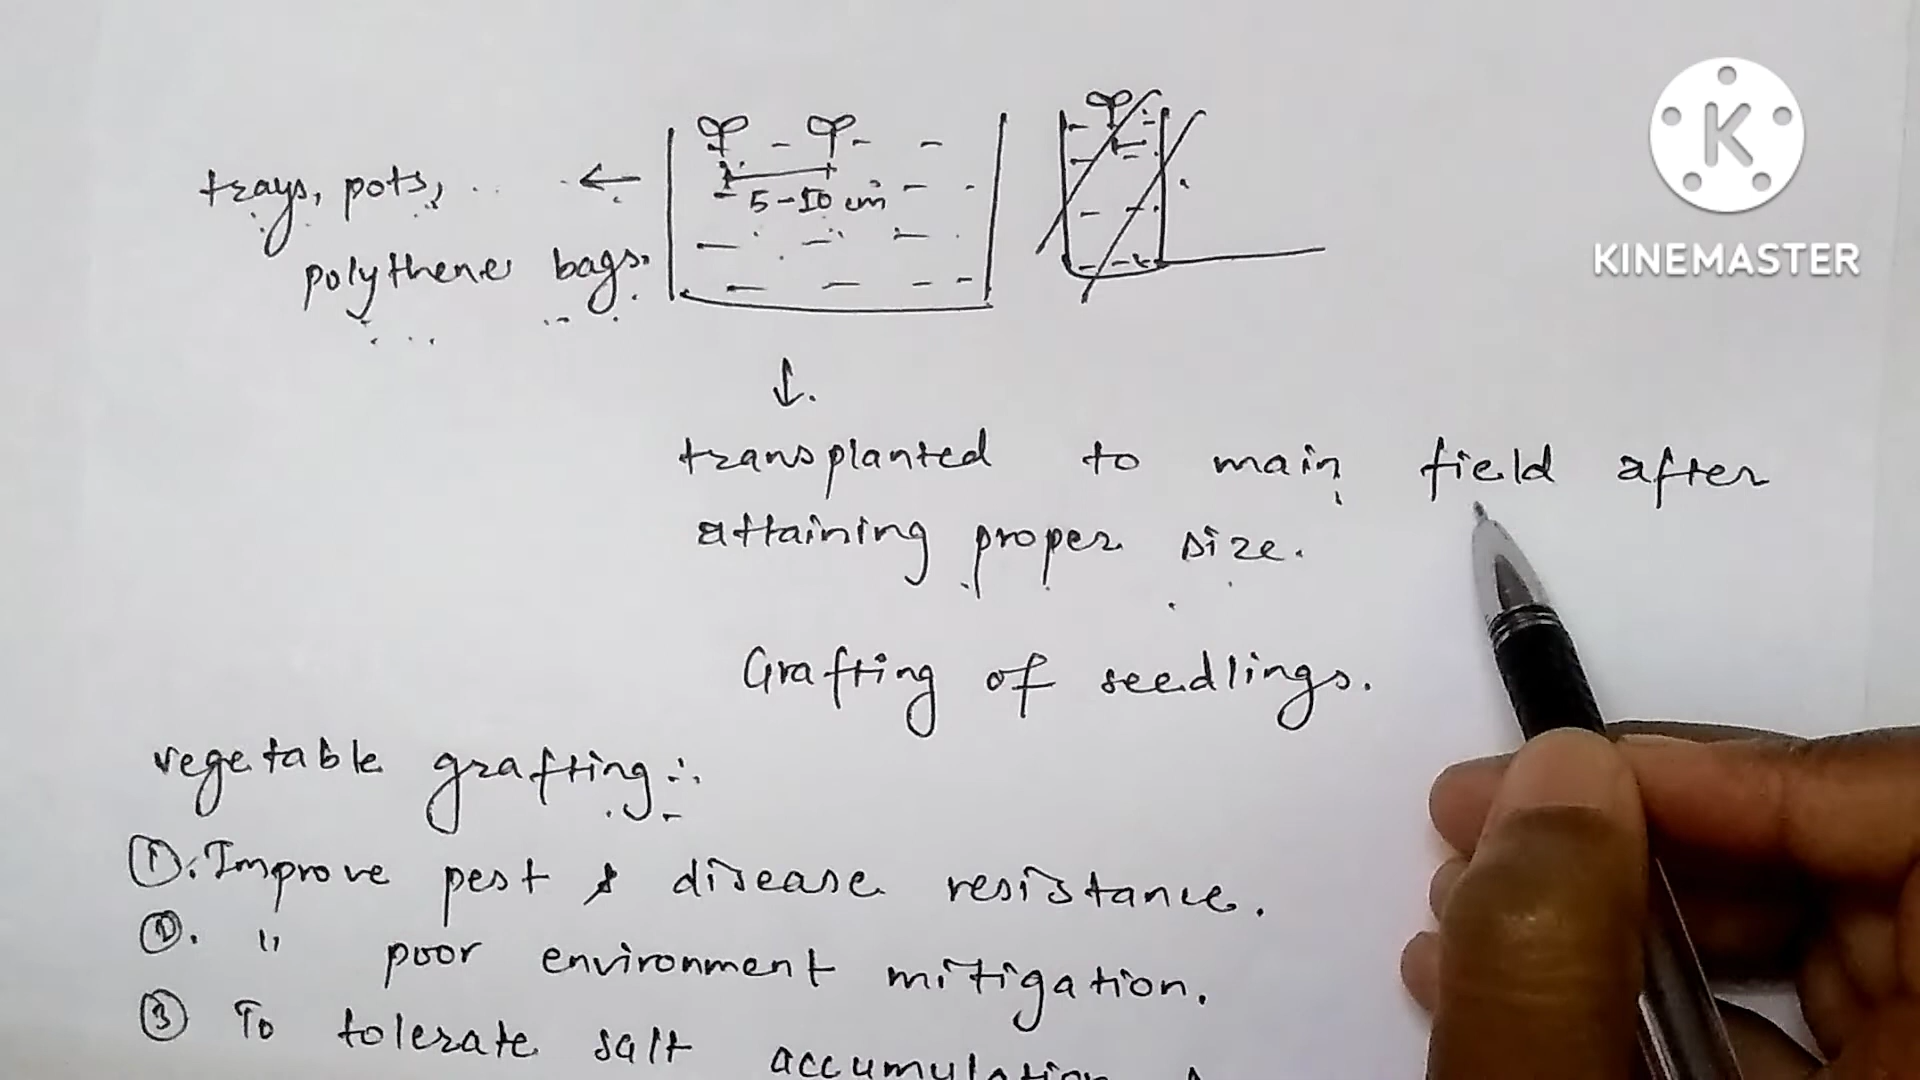 trays, pots,
polythene bags.
5-10 cm
K
KINEMASTER
transplanted to main field after
attaining proper size.
Grafting of seedlings.
vegetable grafting:-
①. Improve pest & disease resistance.
②. " poor environment mitigation.
③ To tolerate salt accumulation